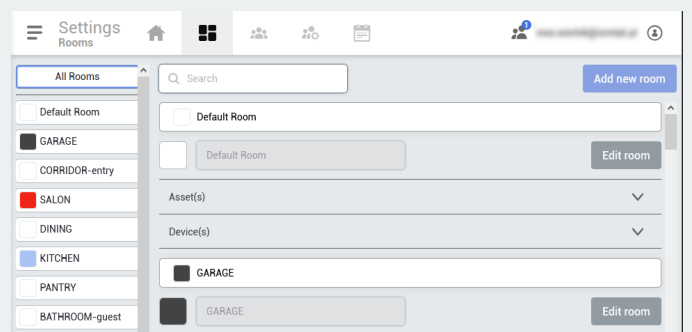 Settings
Rooms
1
All Rooms
Search
Add new room
Default Room
GARAGE
CORRIDOR-entry
SALON
DINING
KITCHEN
PANTRY
BATHROOM-guest
Default Room
Default Room
Edit room
Asset(s)
Device(s)
GARAGE
GARAGE
Edit room